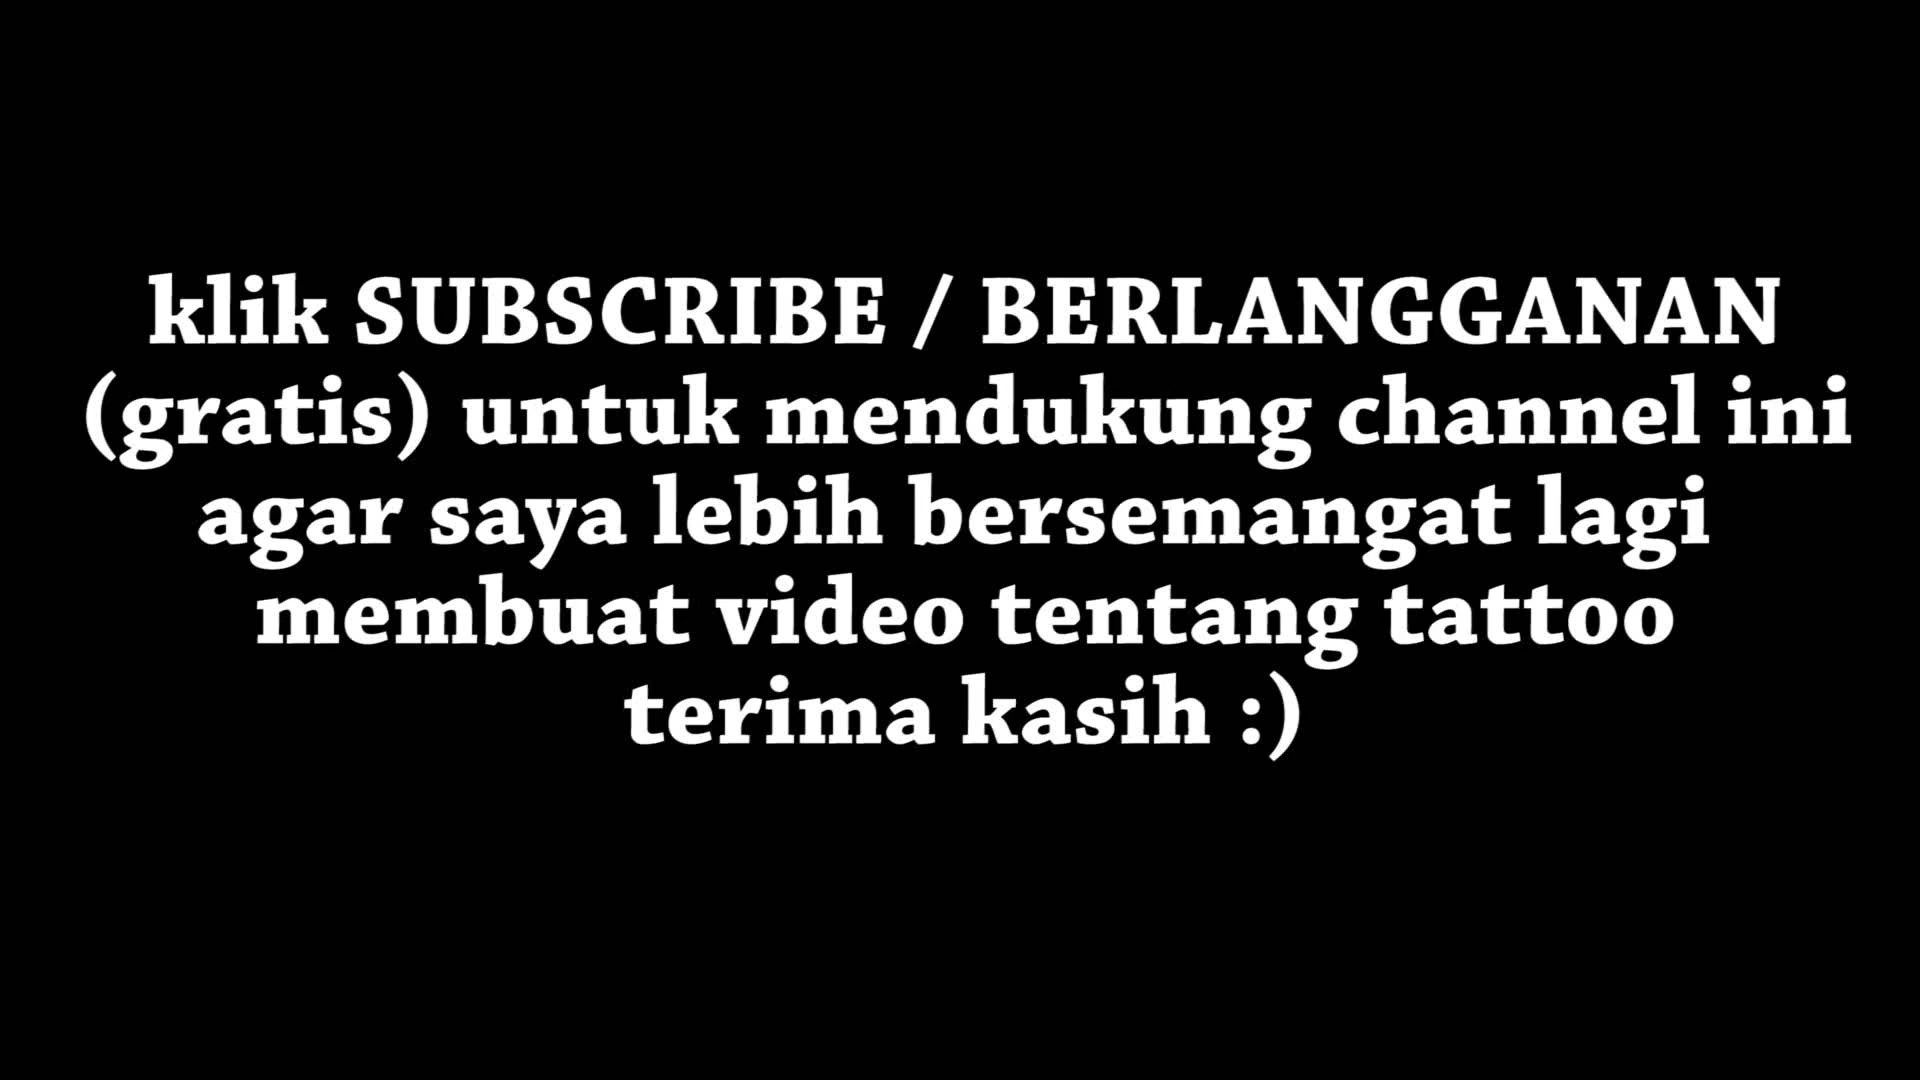 klik SUBSCRIBE / BERLANGGANAN
(gratis) untuk mendukung channel ini
agar saya lebih bersemangat lagi
membuat video tentang tattoo
terima kasih :)